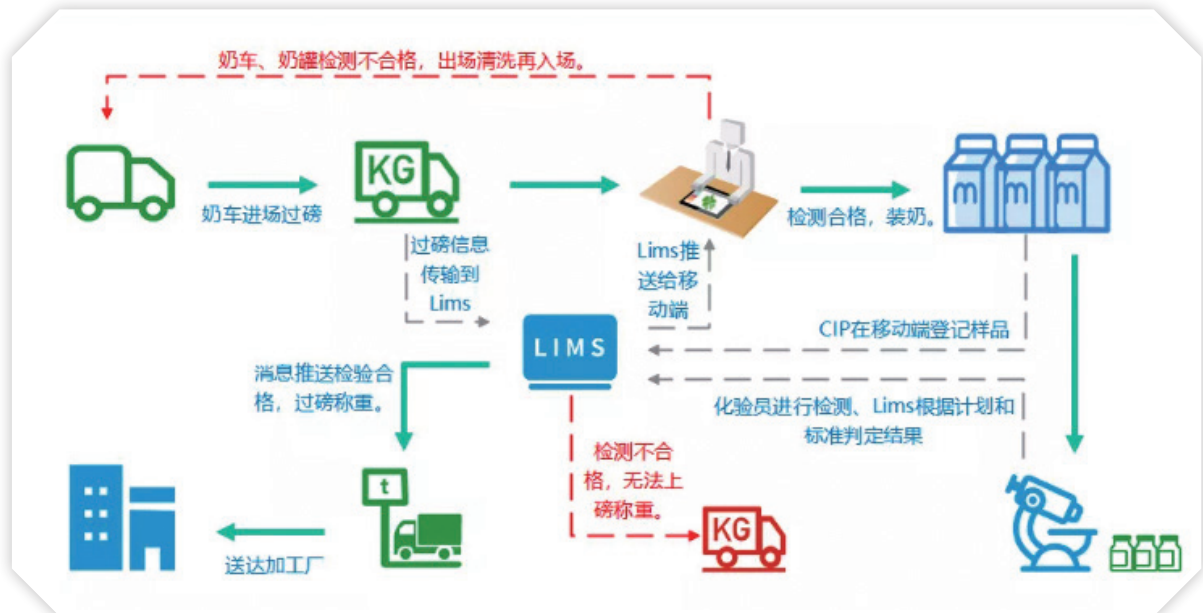 奶车、奶罐检测不合格，出场清洗再入场。
KG
奶车进场过磅
检测合格，装奶。
m
m
m
过磅信息
传输到
Lims
Lims推
送给移
动端
LIMS
CIP在移动端登记样品
消息推送检验合
格，过磅称重。
化验员进行检测、Lims根据计划和
标准判定结果
检测不合
格，无法上
磅称重。
t
KG
送达加工厂